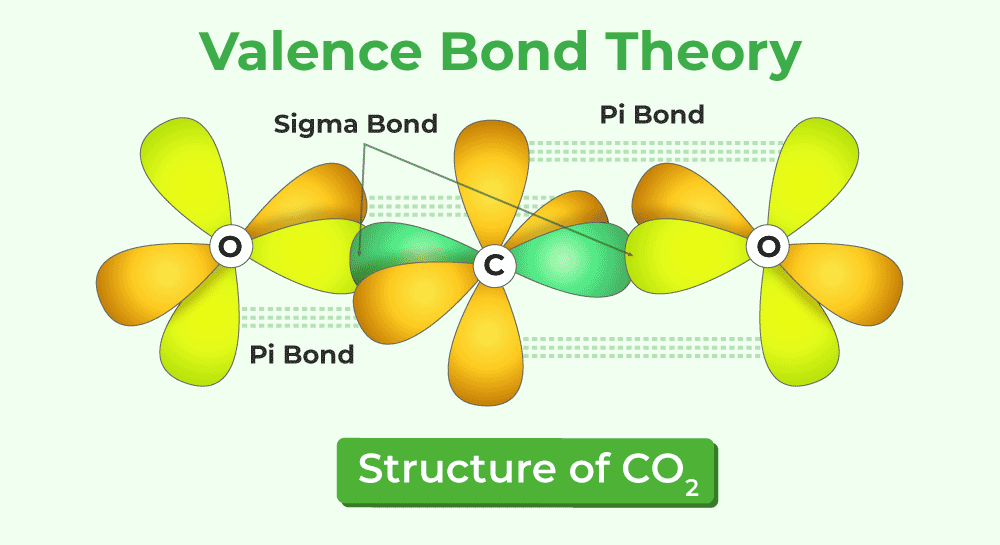 Valence Bond Theory
Sigma Bond
Pi Bond
O
C
O
Pi Bond
Structure of CO₂